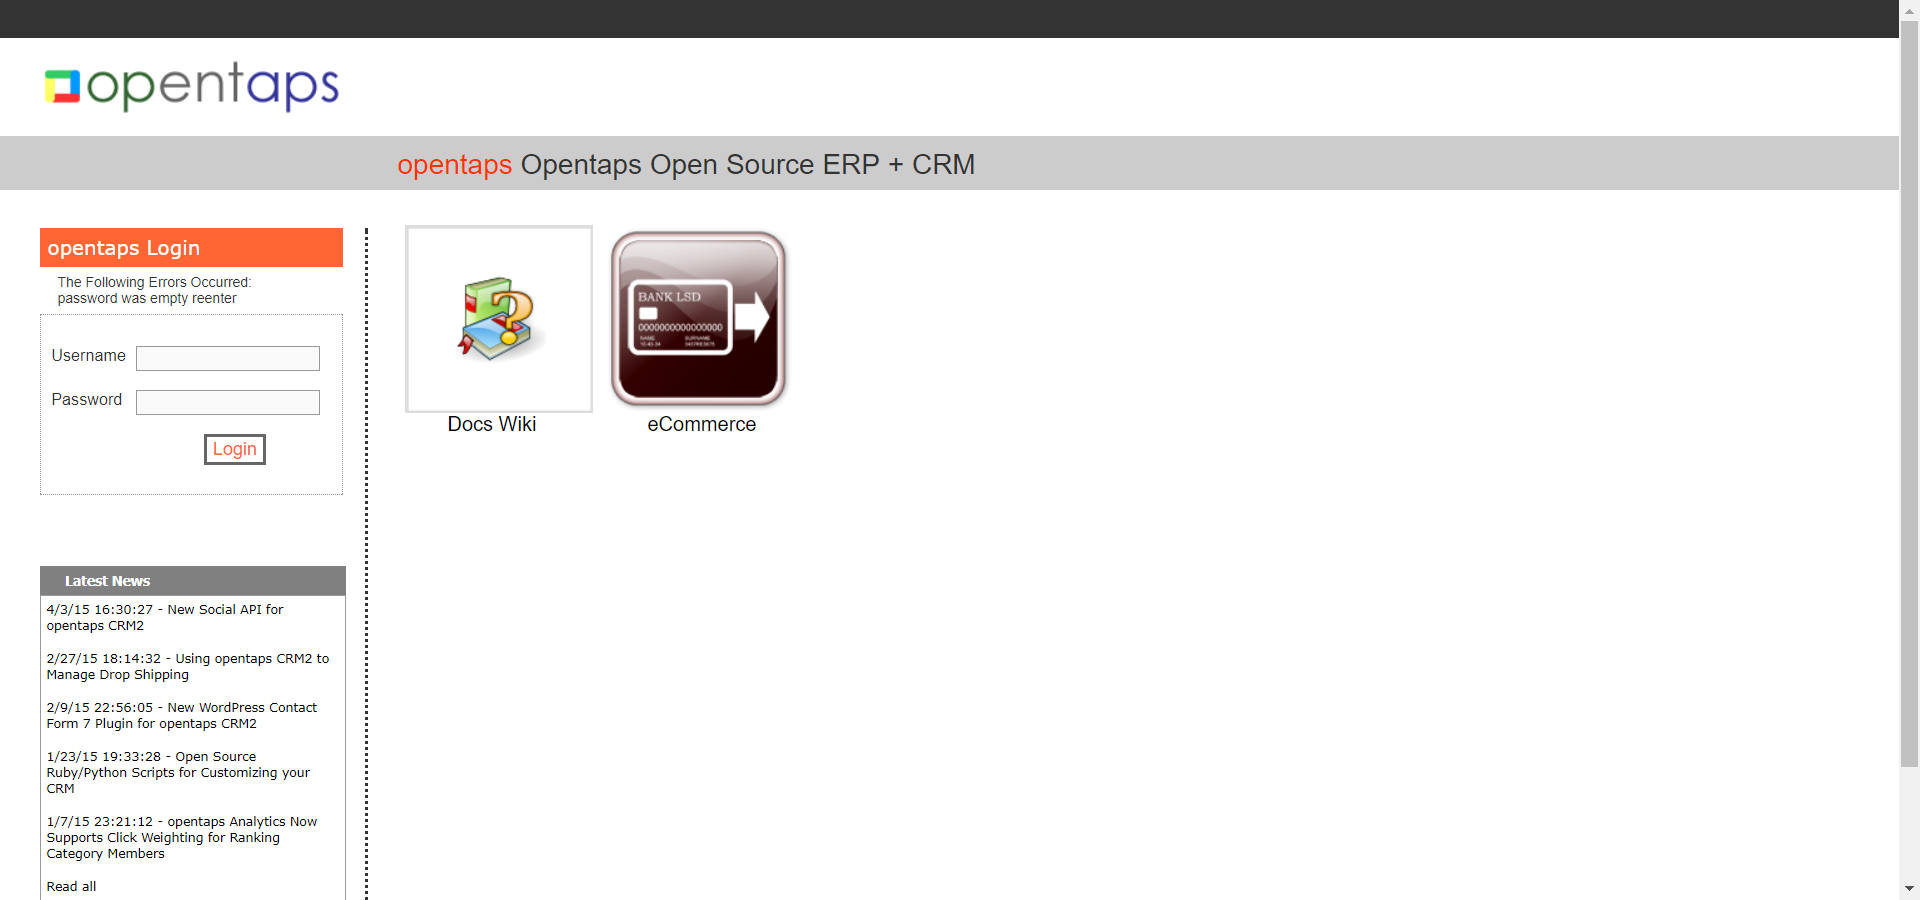 opentaps
opentaps Opentaps Open Source ERP + CRM
opentaps Login
The Following Errors Occurred:
password was empty reenter
Username
Password
Login
BANK LSD
Docs Wiki
eCommerce
Latest News
4/3/15 16:30:27 - New Social API for
opentaps CRM2
2/27/15 18:14:32 - Using opentaps CRM2 to
Manage Drop Shipping
2/9/15 22:56:05 - New WordPress Contact
Form 7 Plugin for opentaps CRM2
1/23/15 19:33:28 - Open Source
Ruby/Python Scripts for Customizing your
CRM
1/7/15 23:21:12 - opentaps Analytics Now
Supports Click Weighting for Ranking
Category Members
Read all